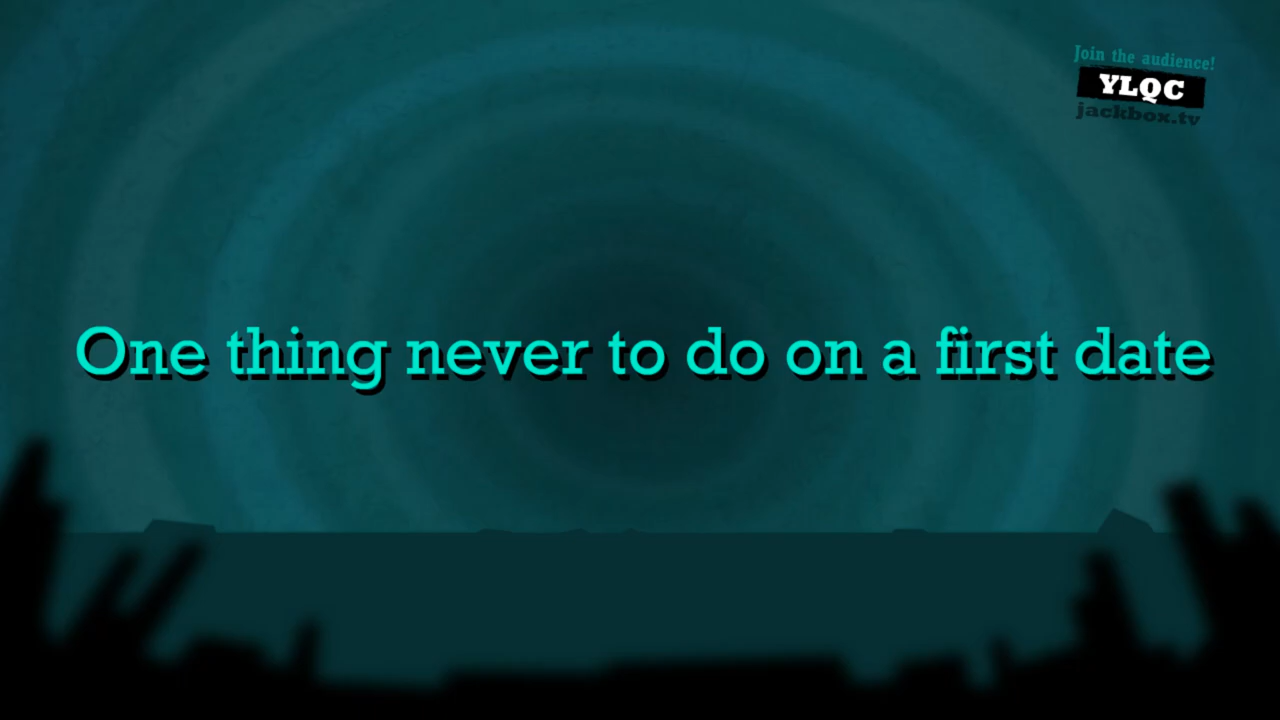 Join the audience!
YLQC
jackbox.tv
One thing never to do on a first date